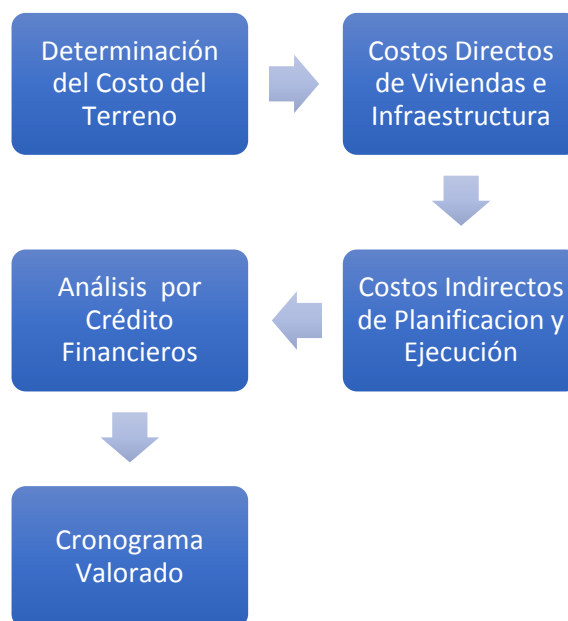 Determinación
del Costo del
Terreno
Costos Directos
de Viviendas e
Infraestructura
Costos Indirectos
de Planificacion y
Ejecución
Análisis por
Crédito
Financieros
Cronograma
Valorado